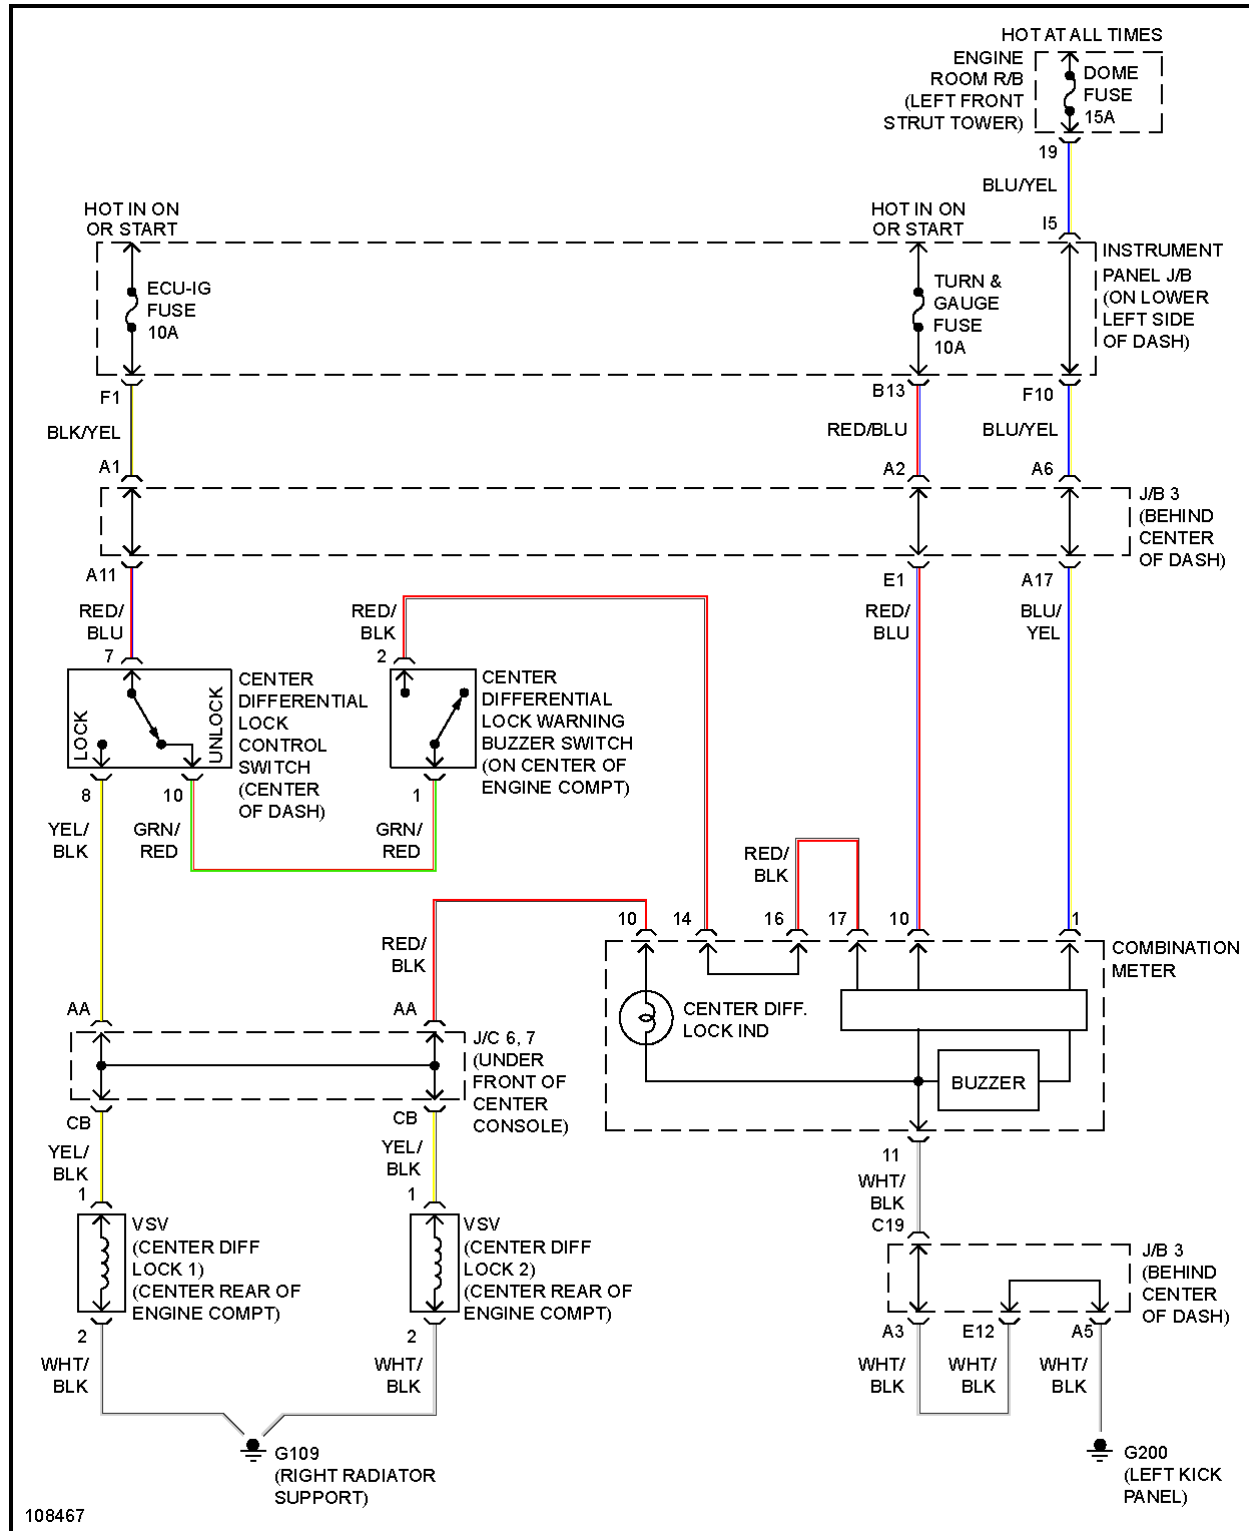 HOT AT ALL TIMES
ENGINE
ROOM R/B
(LEFT FRONT
STRUT TOWER)
DOME
FUSE
15A
19
BLU/YEL
I5
HOT IN ON
OR START
HOT IN ON
OR START
ECU-IG
FUSE
10A
TURN &
GAUGE
FUSE
10A
INSTRUMENT
PANEL J/B
(ON LOWER
LEFT SIDE
OF DASH)
F1
B13
F10
BLK/YEL
RED/BLU
BLU/YEL
A1
A2
A6
J/B 3
(BEHIND
CENTER
OF DASH)
A11
E1
A17
RED/
BLU
RED/
BLK
RED/
BLU
BLU/
YEL
7
2
LOCK
UNLOCK
CENTER
DIFFERENTIAL
LOCK
CONTROL
SWITCH
(CENTER
OF DASH)
CENTER
DIFFERENTIAL
LOCK WARNING
BUZZER SWITCH
(ON CENTER OF
ENGINE COMPT)
8
10
1
YEL/
BLK
GRN/
RED
GRN/
RED
RED/
BLK
RED/
BLK
10
14
16
17
10
1
COMBINATION
METER
CENTER DIFF.
LOCK IND
BUZZER
AA
AA
J/C 6, 7
(UNDER
FRONT OF
CENTER
CONSOLE)
CB
CB
YEL/
BLK
YEL/
BLK
11
WHT/
BLK
C19
1
1
VSV
(CENTER DIFF
LOCK 1)
(CENTER REAR OF
ENGINE COMPT)
VSV
(CENTER DIFF
LOCK 2)
(CENTER REAR OF
ENGINE COMPT)
J/B 3
(BEHIND
CENTER
OF DASH)
2
2
A3
E12
A5
WHT/
BLK
WHT/
BLK
WHT/
BLK
WHT/
BLK
WHT/
BLK
G109
(RIGHT RADIATOR
SUPPORT)
G200
(LEFT KICK
PANEL)
108467